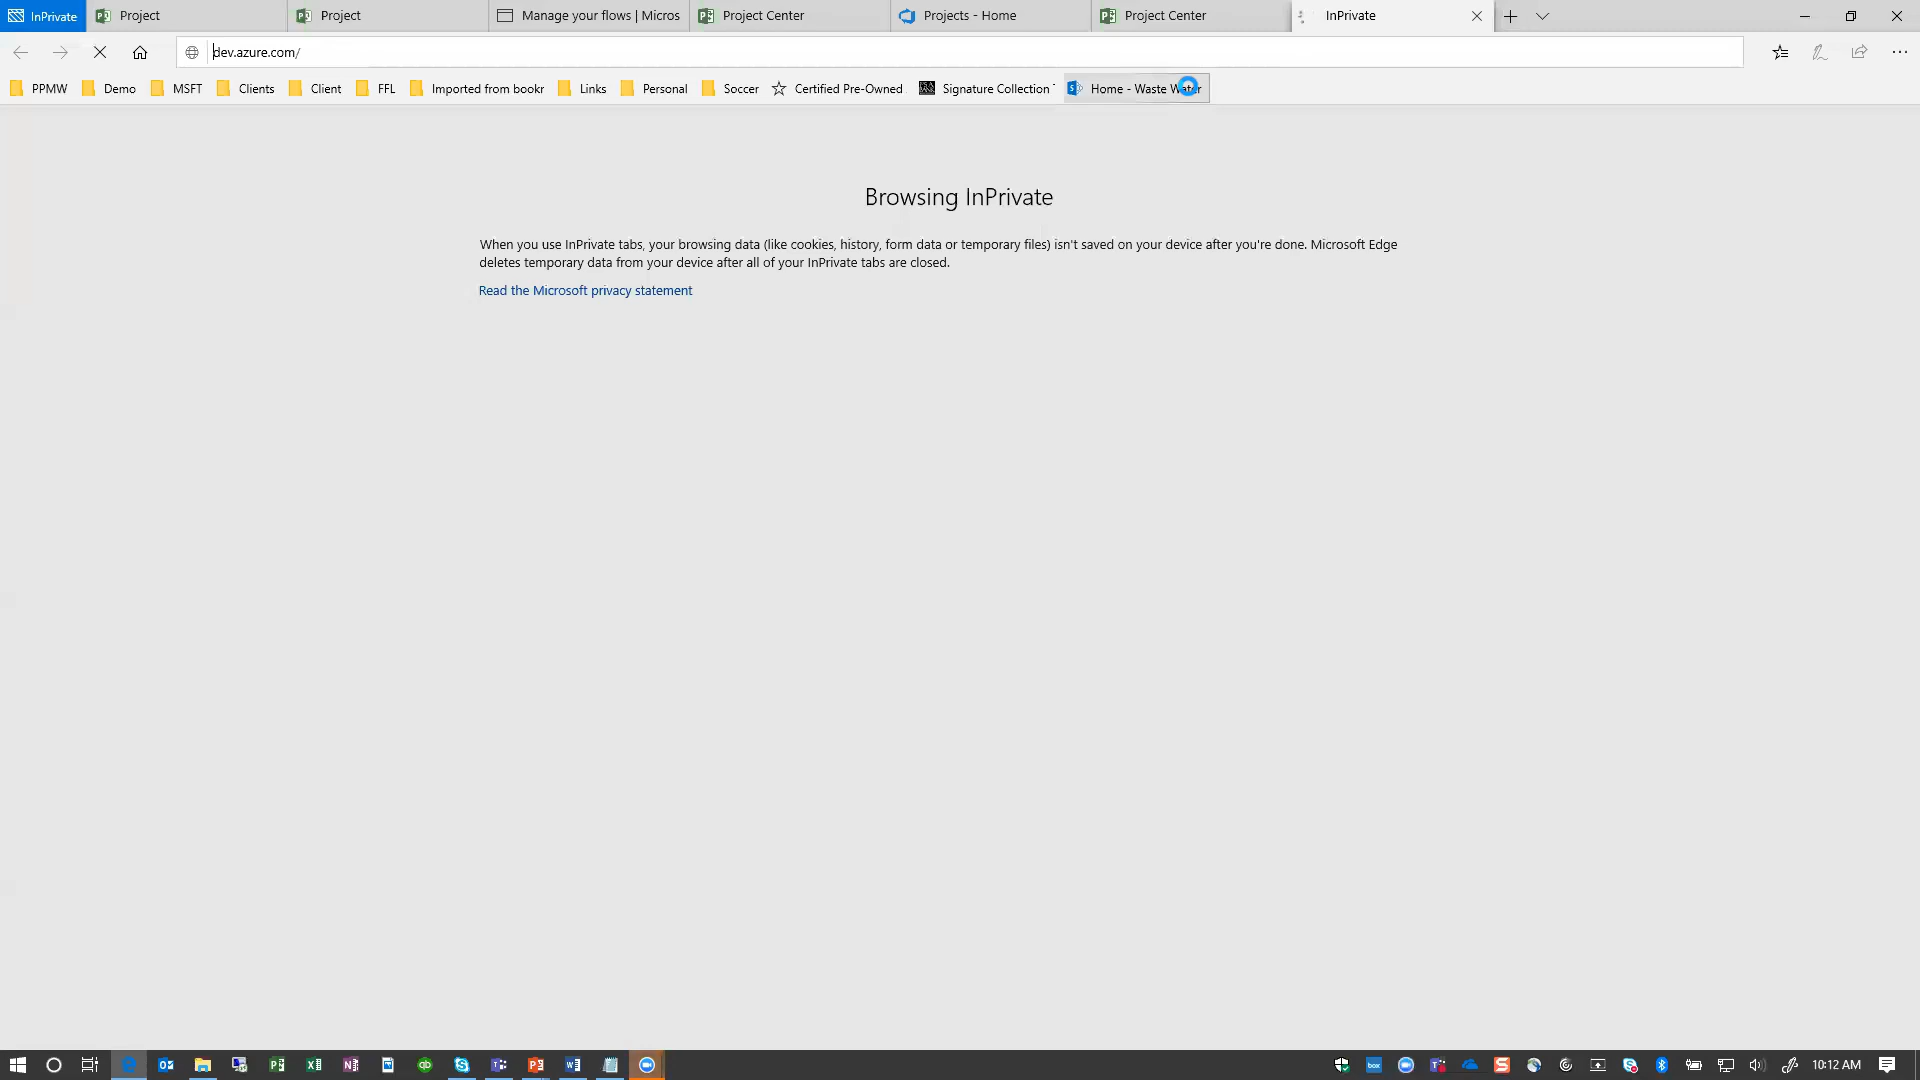 InPrivate
Project
Project
Manage your flows | Micros
Project Center
Projects - Home
Project Center
InPrivate
dev.azure.com/
PPMW
Demo
MSFT
Clients
Client
FFL
Imported from bookr
Links
Personal
Soccer
Certified Pre-Owned
Signature Collection
Home - Waste Water
Browsing InPrivate
When you use InPrivate tabs, your browsing data (like cookies, history, form data or temporary files) isn't saved on your device after you're done. Microsoft Edge
deletes temporary data from your device after all of your InPrivate tabs are closed.
Read the Microsoft privacy statement
10:12 AM